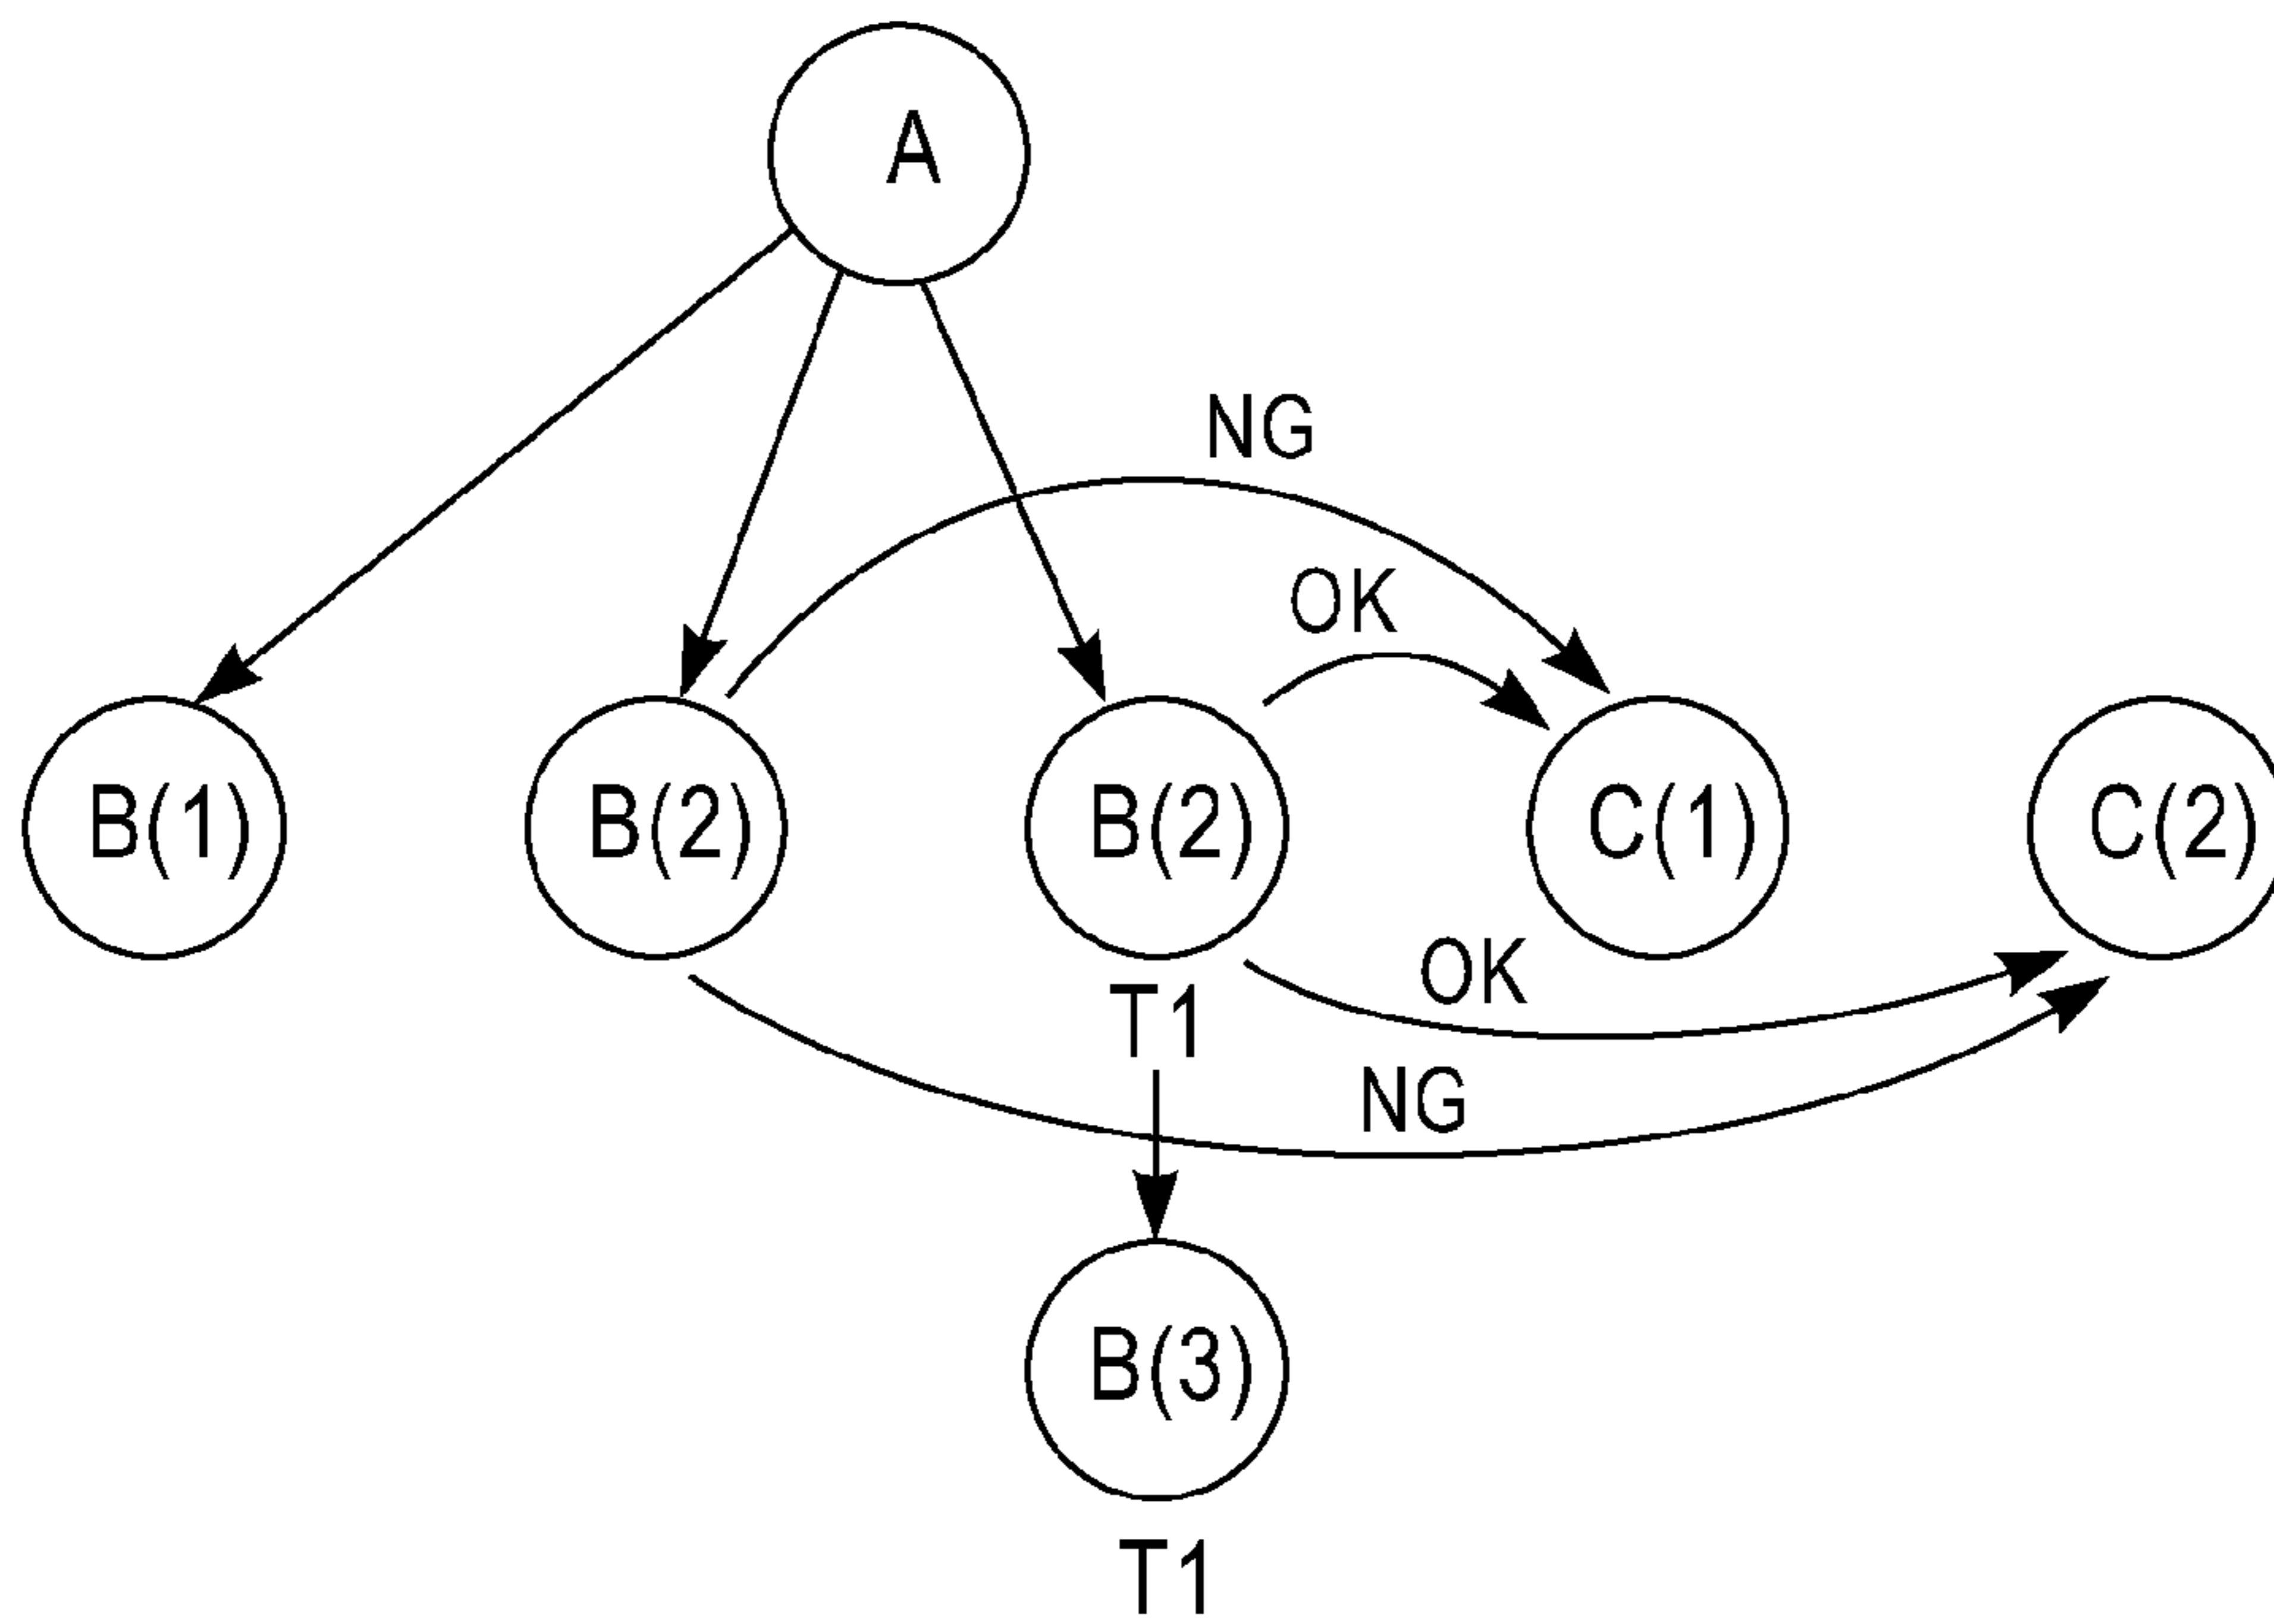 A
NG
OK
B(1) B(2) B(2) C(1) C(2)
OK
T1
NG
B(3)
T1